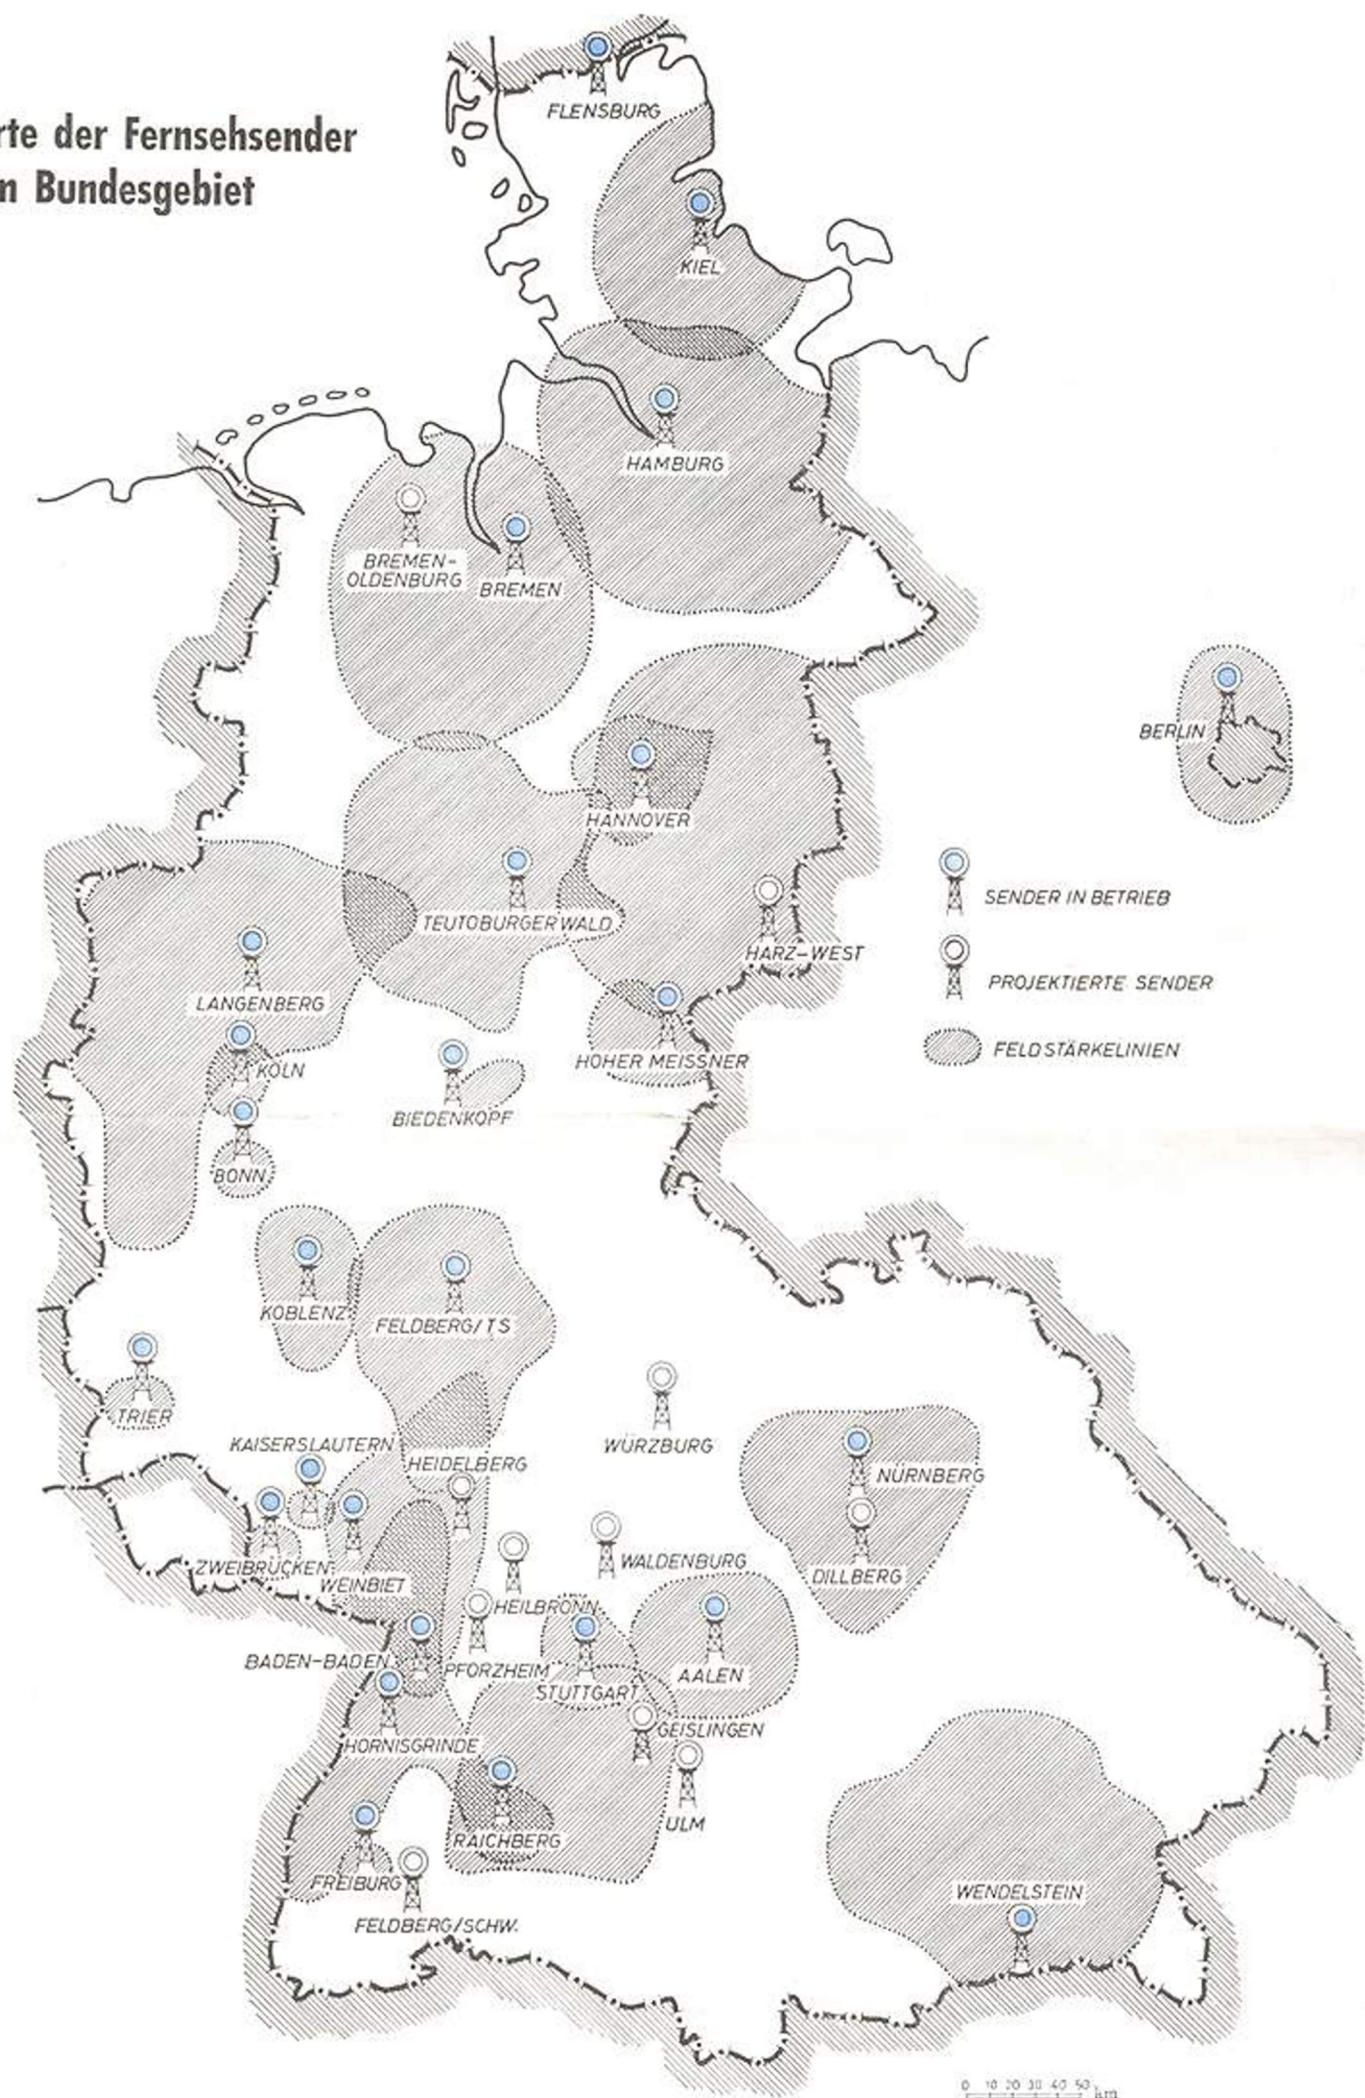 rte der Fernsehsender
n Bundesgebiet
FLENSBURG
KIEL
HAMBURG
BREMEN-
OLDENBURG
BREMEN
BERLIN
HANNOVER
TEUTOBURGER WALD
HARZ-WEST
LANGENBERG
HOHER MEISSNER
KÖLN
BIEDENKOPF
BONN
SENDER IN BETRIEB
PROJEKTIERTE SENDER
FELDSTÄRKELINIEN
KOBLENZ
FELDBERG/TS
TRIER
WÜRZBURG
KAISERSLAUTERN
HEIDELBERG
NÜRNBERG
ZWEIBRÜCKEN
WEINBIET
WALDENBURG
DILLBERG
HEILBRONN
BADEN-BADEN
PFORZHEIM
STUTTGART
AALEN
HORNISGRINDE
GEISLINGEN
RAICHBERG
ULM
FREIBURG
FELDBERG/SCHW.
WENDELSTEIN
0 10 20 30 40 50 km